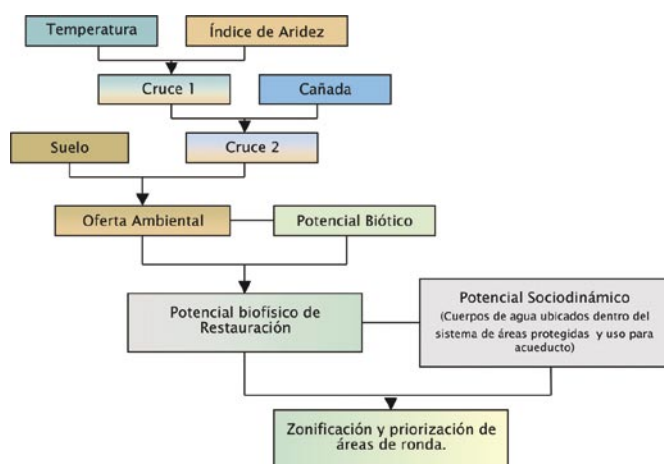 Temperatura
Índice de Aridez
Cruce 1
Cañada
Suelo
Cruce 2
Oferta Ambiental
Potencial Biótico
Potencial biofísico de
Restauración
Potencial Sociodinámico
(Cuerpos de agua ubicados dentro del
sistema de áreas protegidas y uso para
acueducto)
Zonificación y priorización de
áreas de ronda.